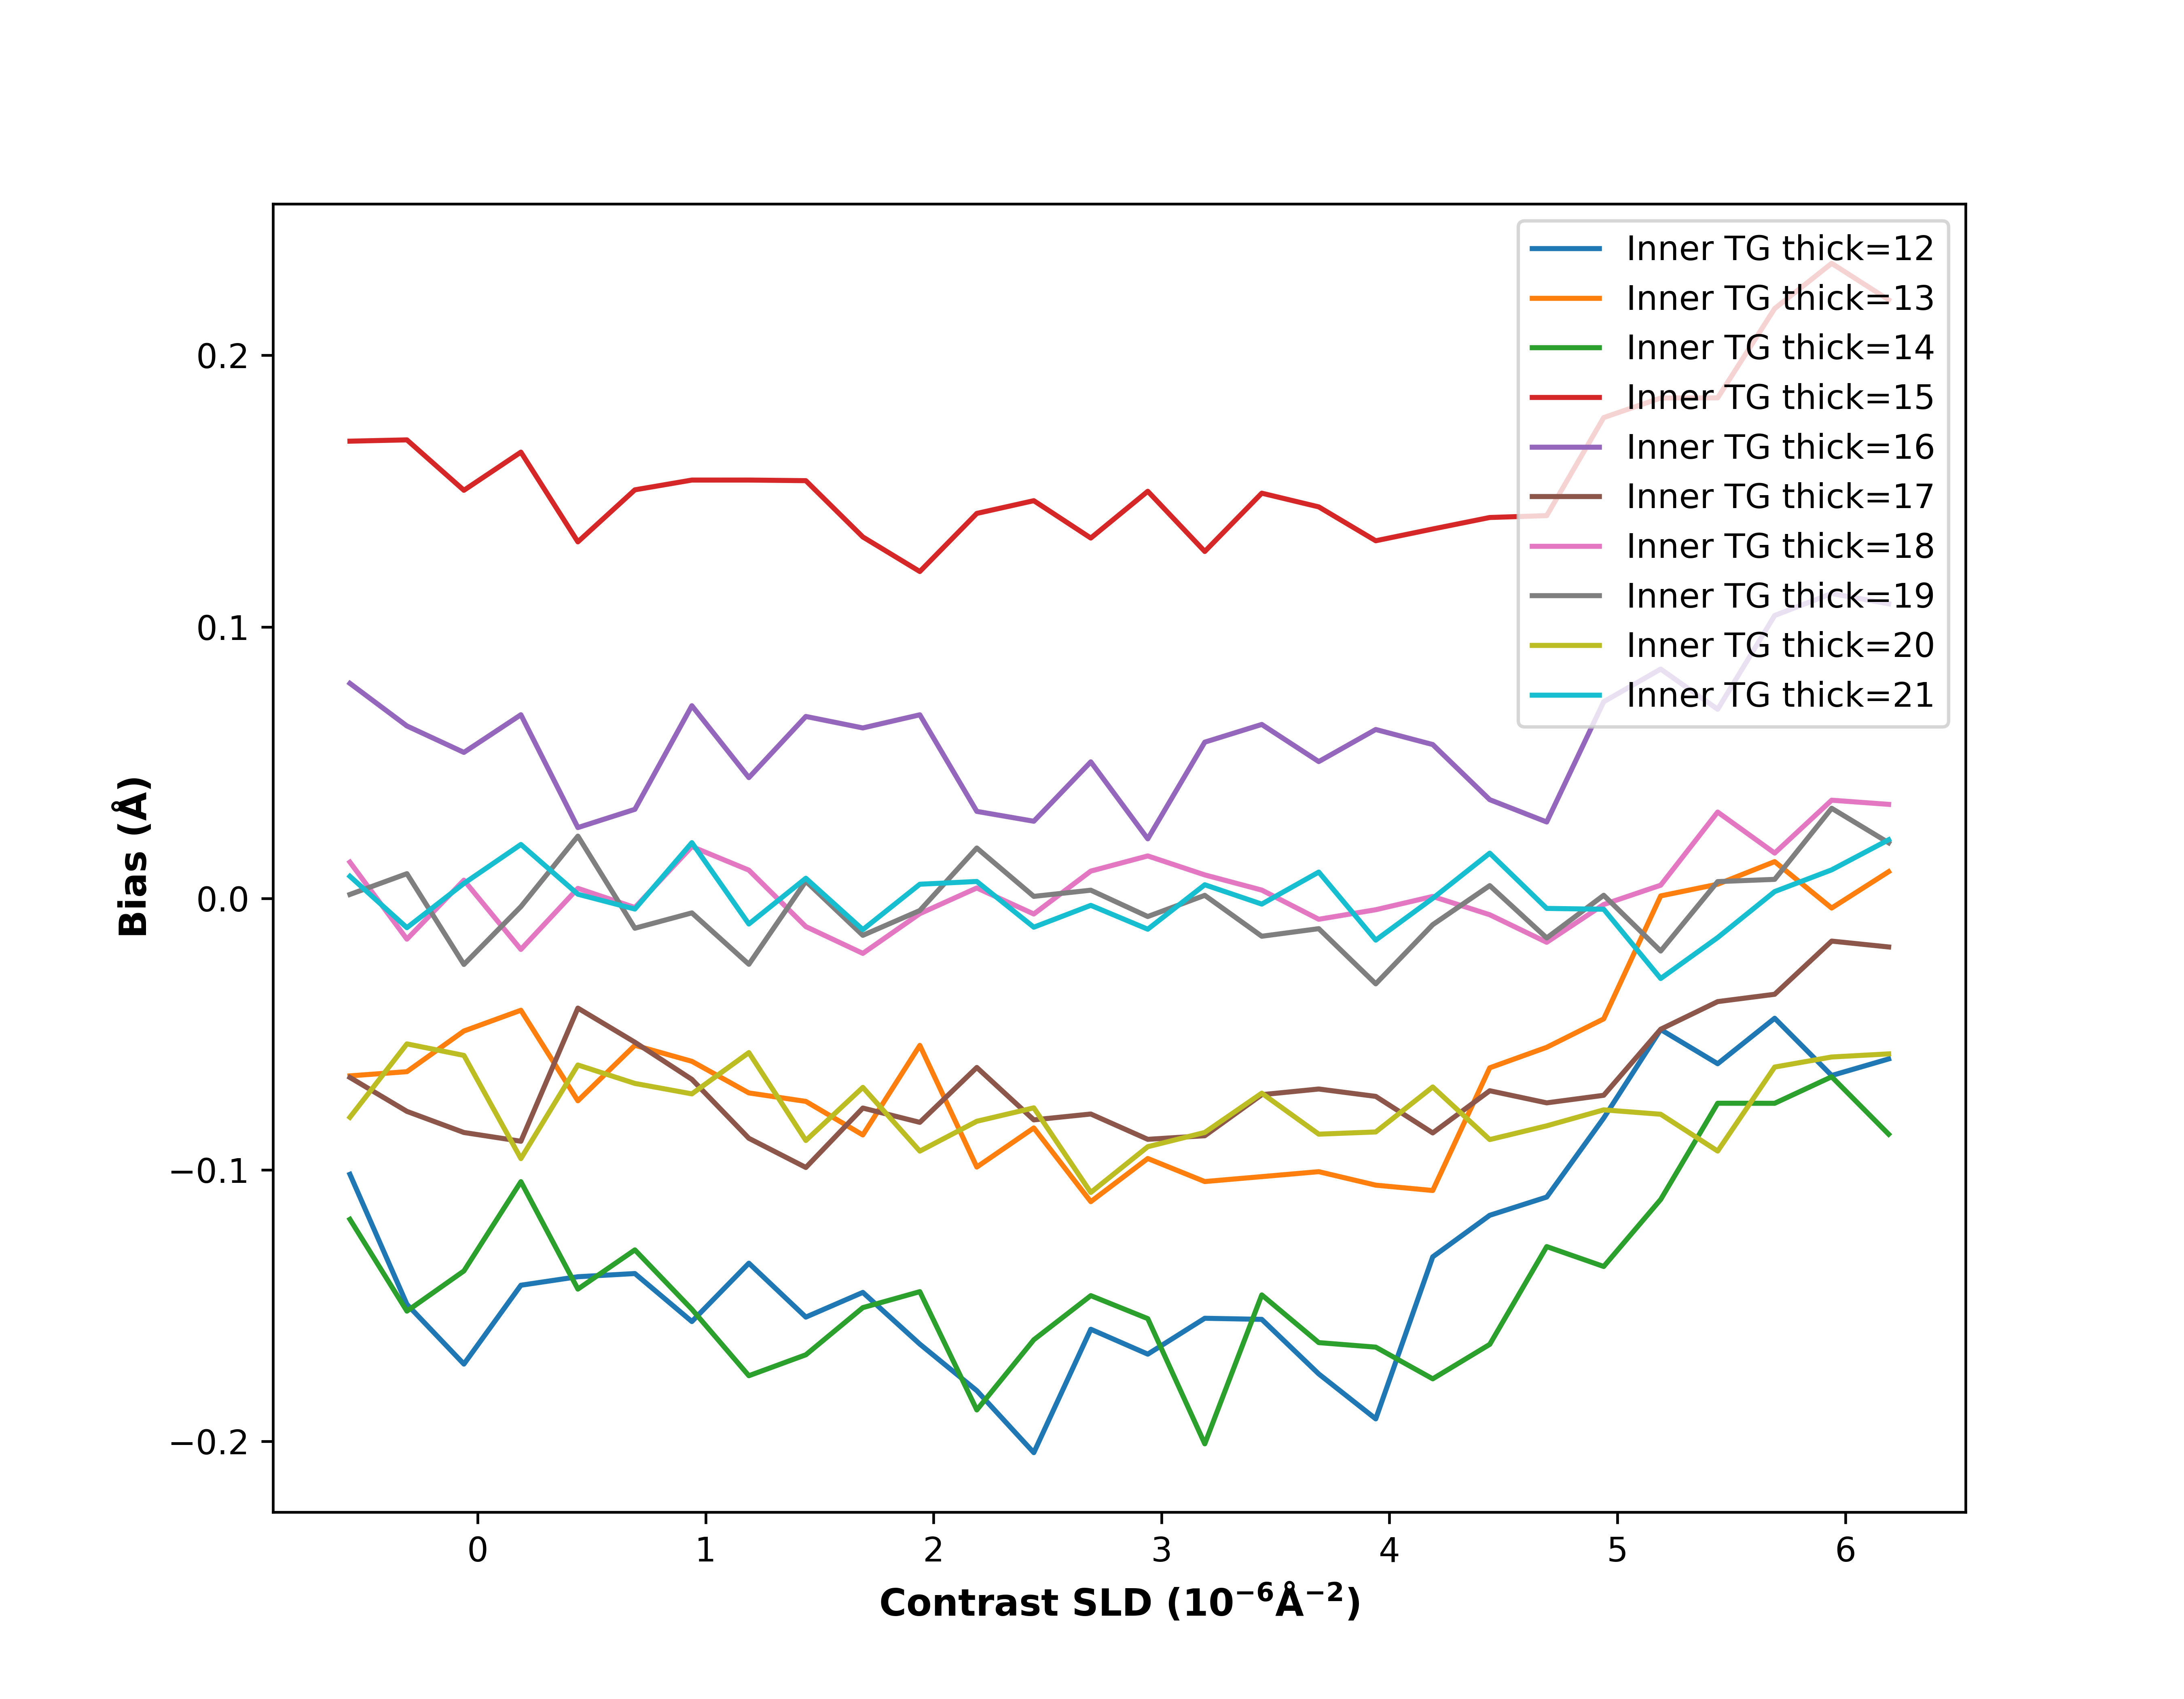 Inner TG thick=12
Inner TG thick=13
Inner TG thick=14
Inner TG thick=15
Inner TG thick=16
Inner TG thick=17
Inner TG thick=18
Inner TG thick=19
Inner TG thick=20
Inner TG thick=21
0.2
0.1
0.0
−0.1
−0.2
Bias (Å)
0 1 2 3 4 5 6
Contrast SLD (10⁻⁶Å⁻²)